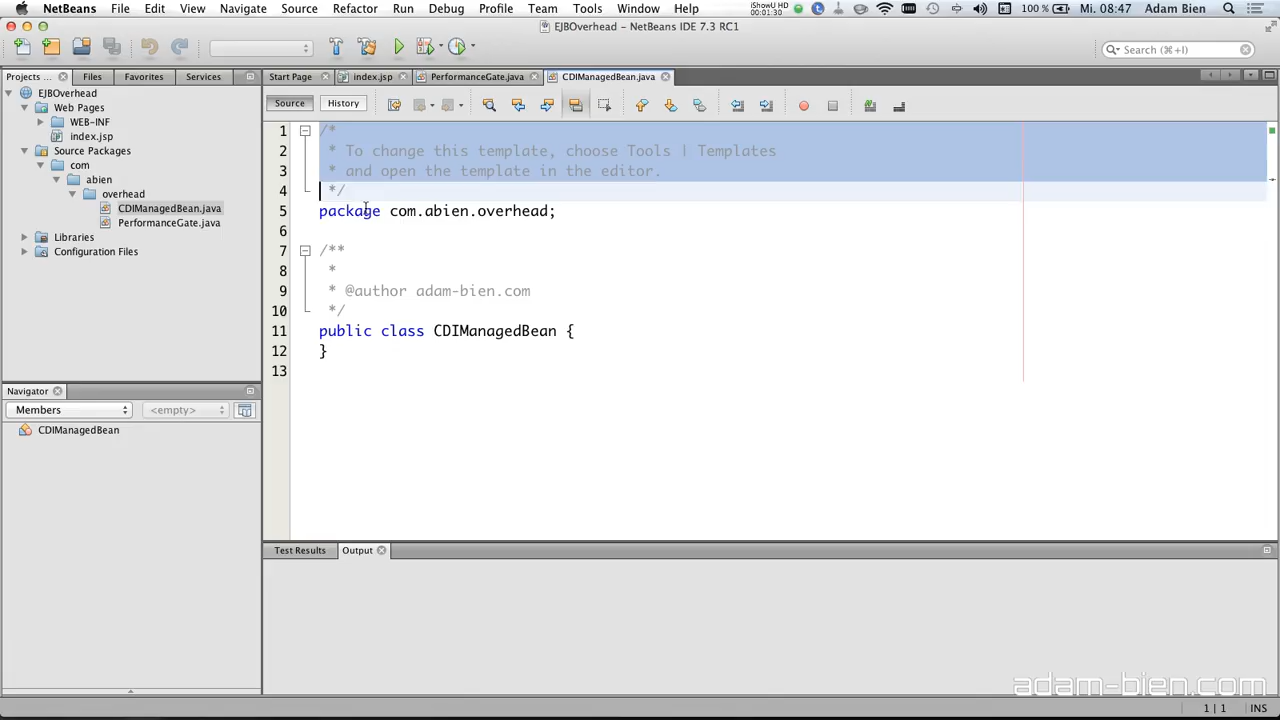 NetBeans File Edit View Navigate Source Refactor Run Debug Profile Team Tools Window Help iShowU HD 00:01:30 100 % Mi. 08:47 Adam Bien
EJBOverhead - NetBeans IDE 7.3 RC1
Search (⌘+I)
Projects ... Files Favorites Services
Start Page index.jsp PerformanceGate.java CDIManagedBean.java
Source History
EJBOverhead
Web Pages
WEB-INF
index.jsp
Source Packages
com
abien
overhead
CDIManagedBean.java
PerformanceGate.java
Libraries
Configuration Files
Navigator
Members <empty>
CDIManagedBean
1 /*
2 * To change this template, choose Tools | Templates
3 * and open the template in the editor.
4 */
5 package com.abien.overhead;
6
7 /**
8 *
9 * @author adam-bien.com
10 */
11 public class CDIManagedBean {
12 }
13
Test Results Output
adam-bien.com
1 | 1 INS